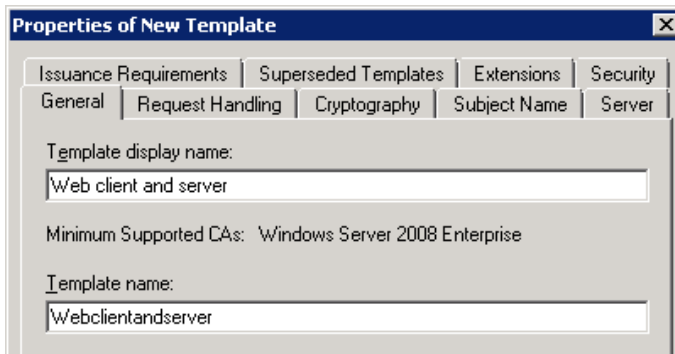 Properties of New Template
Issuance Requirements Superseded Templates Extensions Security
General Request Handling Cryptography Subject Name Server
Template display name:
Web client and server
Minimum Supported CAs: Windows Server 2008 Enterprise
Template name:
Webclientandserver